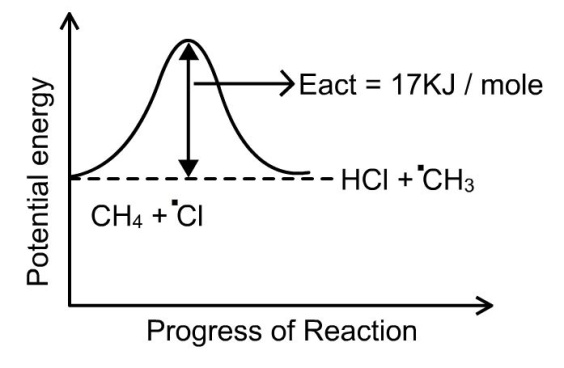 Potential energy
Eact = 17KJ / mole
HCl + •CH₃
CH₄ + •Cl
Progress of Reaction